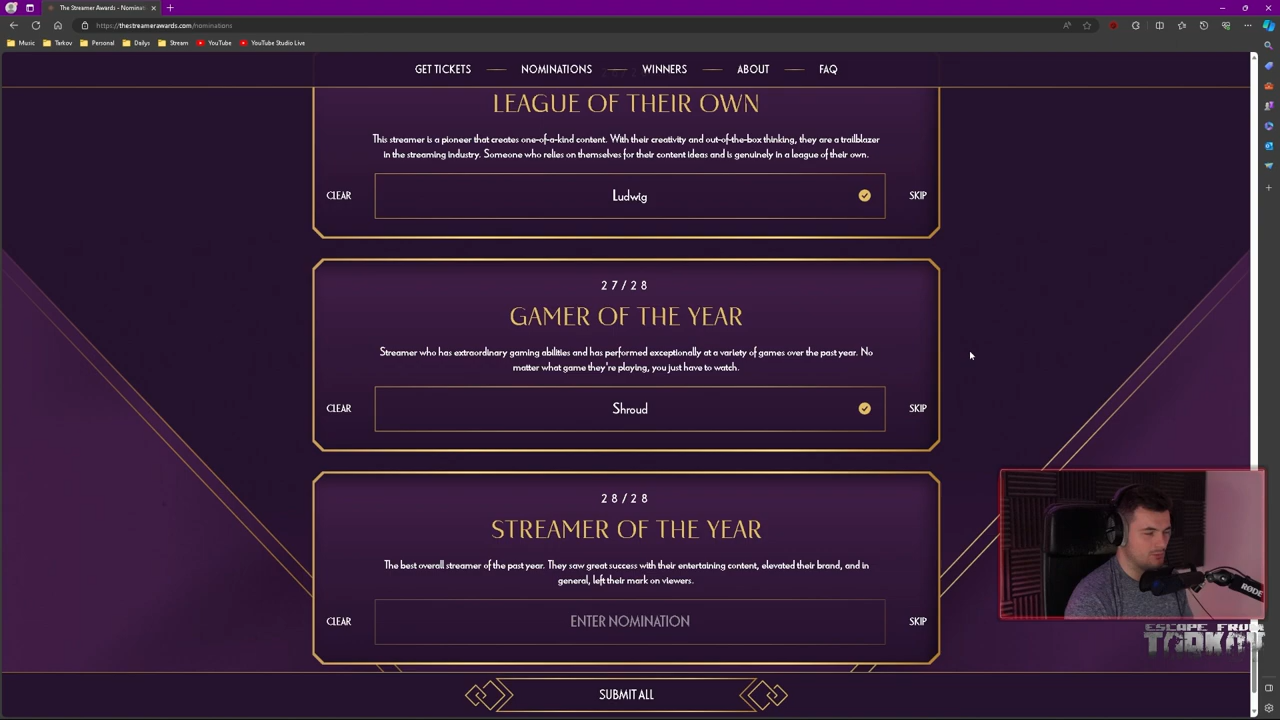 The Streamer Awards - Nominat
https://thestreamerawards.com/nominations
Music
Tarkov
Personal
Dailys
Stream
YouTube
YouTube Studio Live
GET TICKETS
NOMINATIONS
WINNERS
ABOUT
FAQ
LEAGUE OF THEIR OWN
This streamer is a pioneer that creates one-of-a-kind content. With their creativity and out-of-the-box thinking, they are a trailblazer
in the streaming industry. Someone who relies on themselves for their content ideas and is genuinely in a league of their own.
CLEAR
Ludwig
SKIP
27/28
GAMER OF THE YEAR
Streamer who has extraordinary gaming abilities and has performed exceptionally at a variety of games over the past year. No
matter what game they're playing, you just have to watch.
CLEAR
Shroud
SKIP
28/28
STREAMER OF THE YEAR
The best overall streamer of the past year. They saw great success with their entertaining content, elevated their brand, and in
general, left their mark on viewers.
CLEAR
ENTER NOMINATION
SKIP
RØDE
ESCAPE FROM
TARKOV
SUBMIT ALL